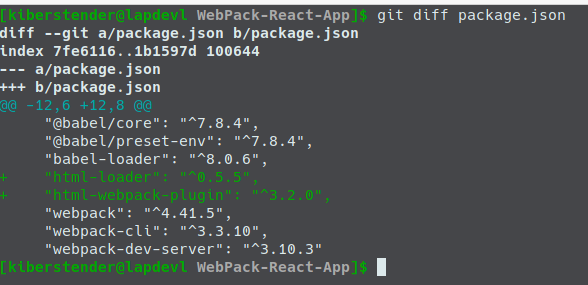 [kiberstender@lapdevl WebPack-React-App]$ git diff package.json
diff --git a/package.json b/package.json
index 7fe6116..1b1597d 100644
--- a/package.json
+++ b/package.json
@@ -12,6 +12,8 @@
     "@babel/core": "^7.8.4",
     "@babel/preset-env": "^7.8.4",
     "babel-loader": "^8.0.6",
+    "html-loader": "^0.5.5",
+    "html-webpack-plugin": "^3.2.0",
     "webpack": "^4.41.5",
     "webpack-cli": "^3.3.10",
     "webpack-dev-server": "^3.10.3"
[kiberstender@lapdevl WebPack-React-App]$